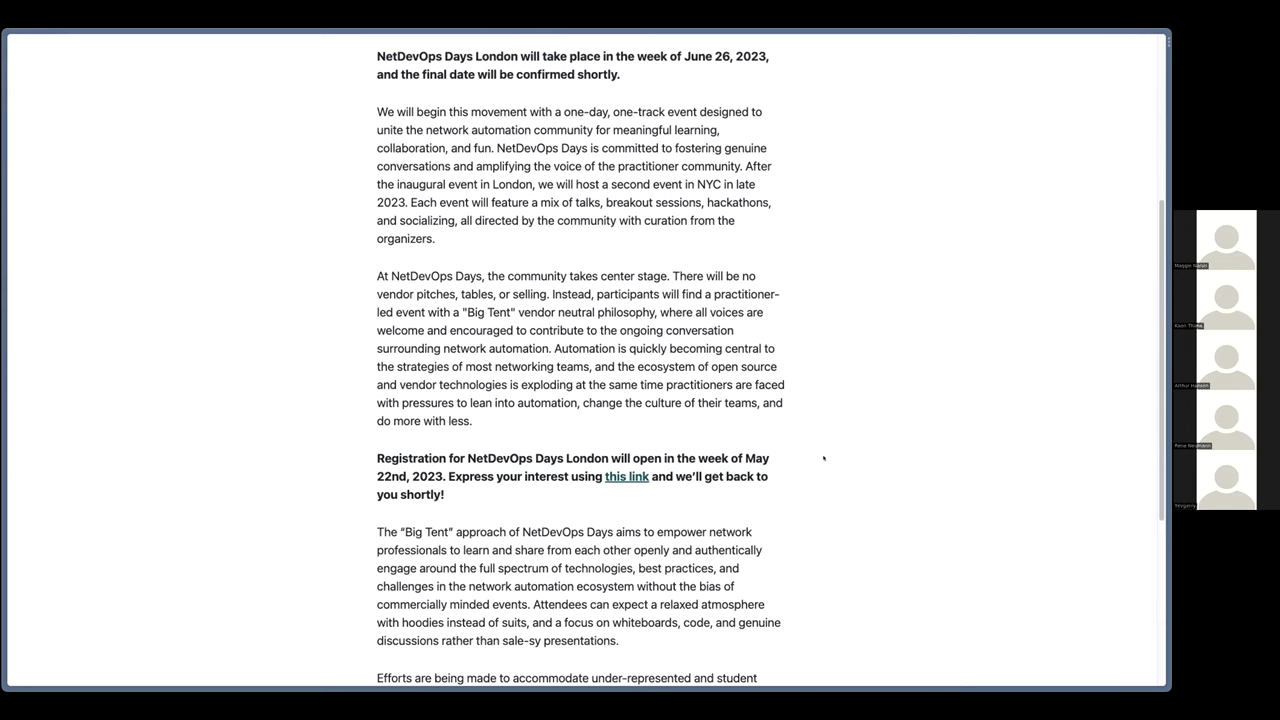 NetDevOps Days London will take place in the week of June 26, 2023,
and the final date will be confirmed shortly.
We will begin this movement with a one-day, one-track event designed to
unite the network automation community for meaningful learning,
collaboration, and fun. NetDevOps Days is committed to fostering genuine
conversations and amplifying the voice of the practitioner community. After
the inaugural event in London, we will host a second event in NYC in late
2023. Each event will feature a mix of talks, breakout sessions, hackathons,
and socializing, all directed by the community with curation from the
organizers.
At NetDevOps Days, the community takes center stage. There will be no
vendor pitches, tables, or selling. Instead, participants will find a practitioner-
led event with a "Big Tent" vendor neutral philosophy, where all voices are
welcome and encouraged to contribute to the ongoing conversation
surrounding network automation. Automation is quickly becoming central to
the strategies of most networking teams, and the ecosystem of open source
and vendor technologies is exploding at the same time practitioners are faced
with pressures to lean into automation, change the culture of their teams, and
do more with less.
Registration for NetDevOps Days London will open in the week of May
22nd, 2023. Express your interest using this link and we’ll get back to
you shortly!
The “Big Tent” approach of NetDevOps Days aims to empower network
professionals to learn and share from each other openly and authentically
engage around the full spectrum of technologies, best practices, and
challenges in the network automation ecosystem without the bias of
commercially minded events. Attendees can expect a relaxed atmosphere
with hoodies instead of suits, and a focus on whiteboards, code, and genuine
discussions rather than sale-sy presentations.
Efforts are being made to accommodate under-represented and student
Arthur